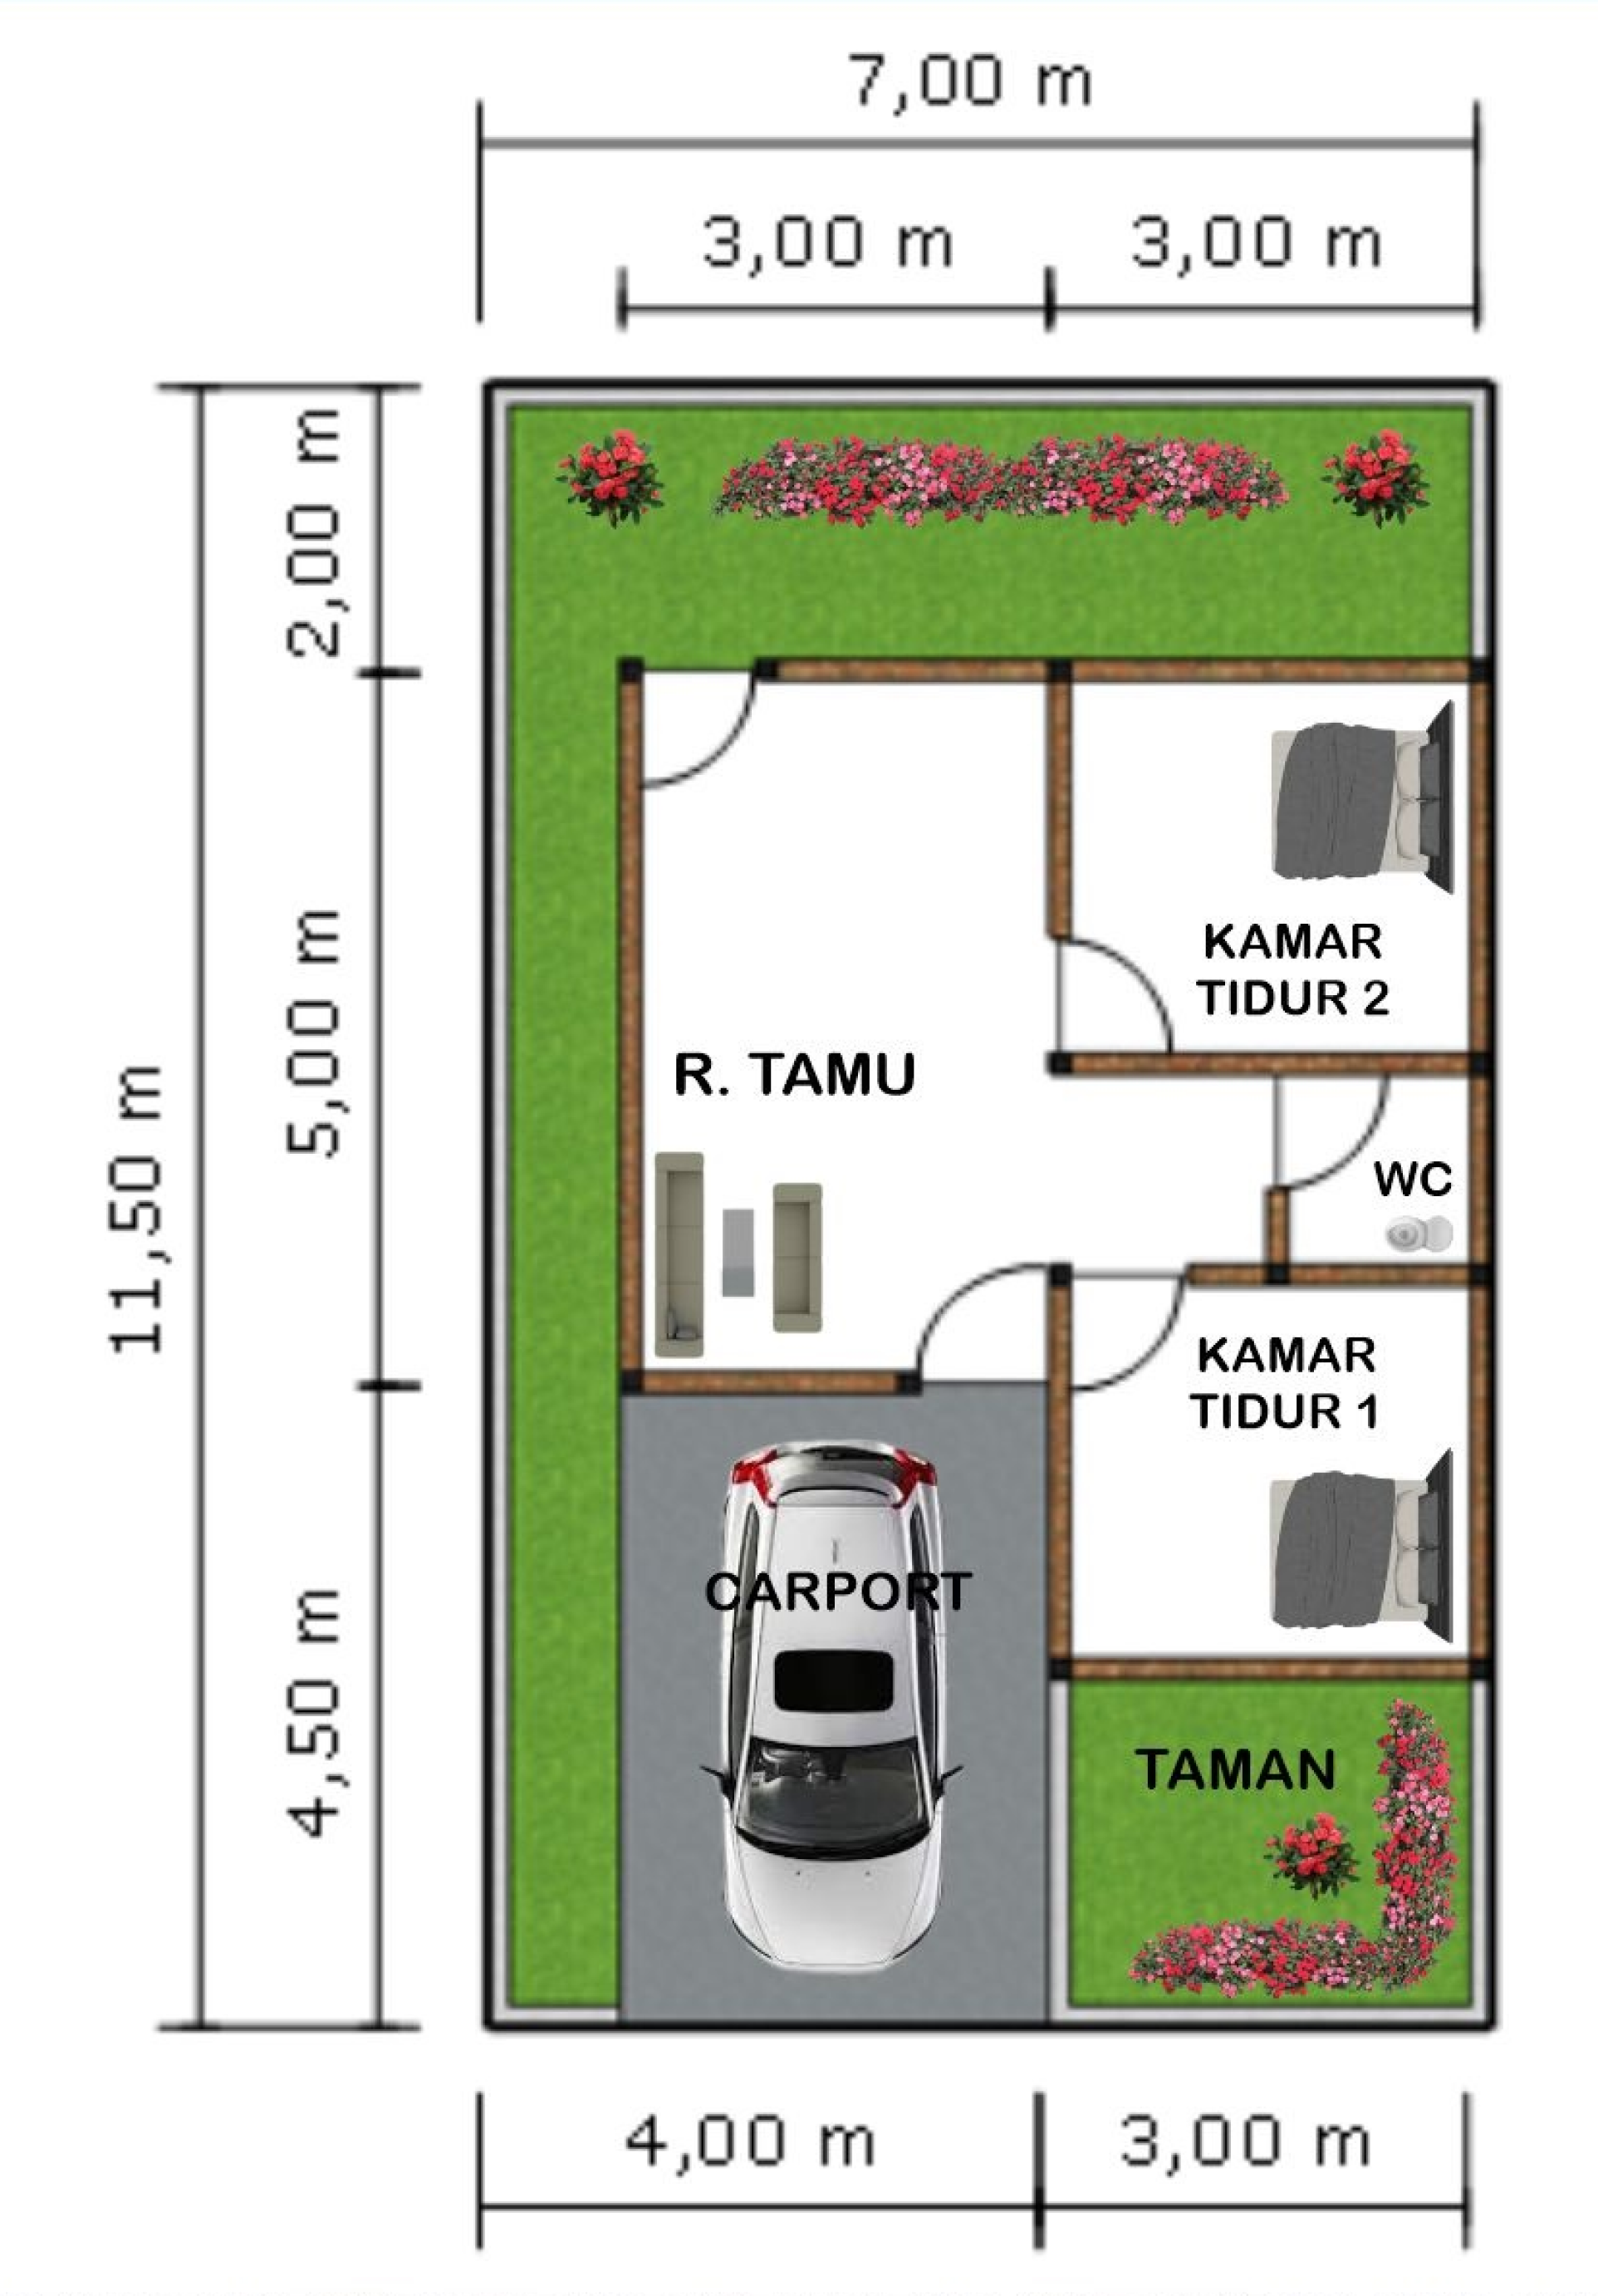 7,00 m
3,00 m
3,00 m
2,00 m
5,00 m
11,50 m
4,50 m
KAMAR
TIDUR 2
R. TAMU
WC
KAMAR
TIDUR 1
CARPORT
TAMAN
4,00 m
3,00 m